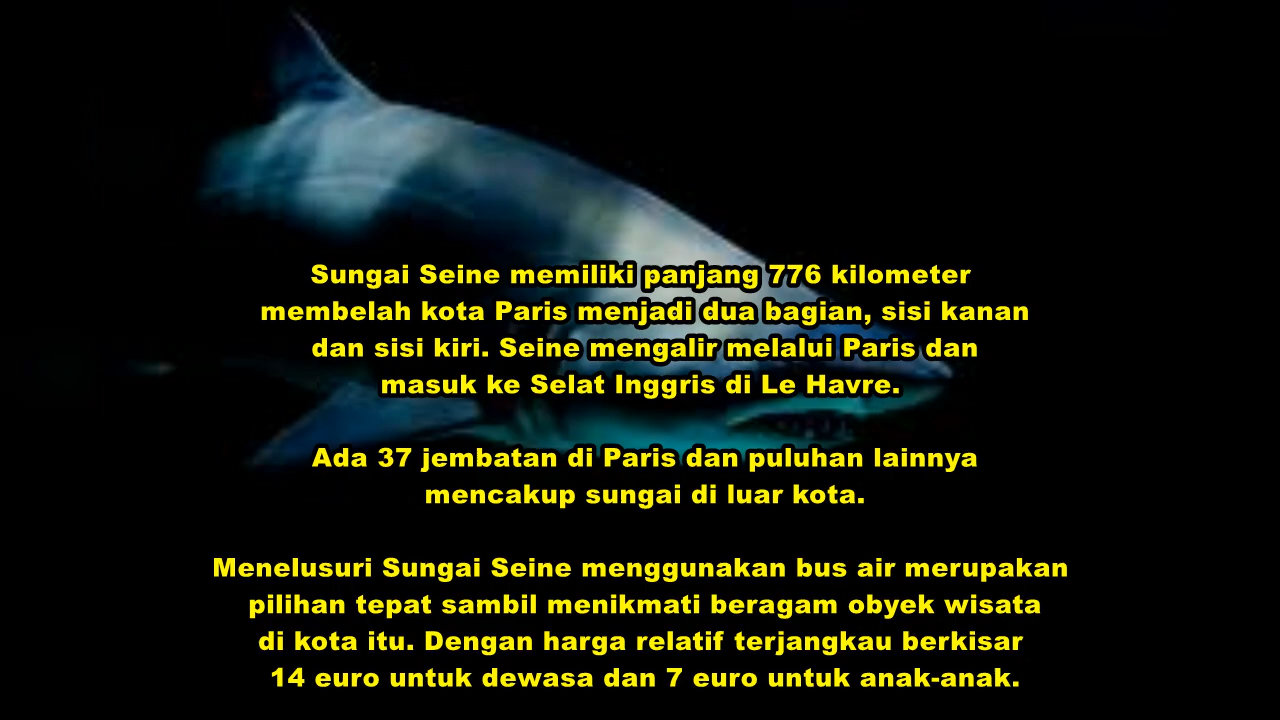 Sungai Seine memiliki panjang 776 kilometer
membelah kota Paris menjadi dua bagian, sisi kanan
dan sisi kiri. Seine mengalir melalui Paris dan
masuk ke Selat Inggris di Le Havre.
Ada 37 jembatan di Paris dan puluhan lainnya
mencakup sungai di luar kota.
Menelusuri Sungai Seine menggunakan bus air merupakan
pilihan tepat sambil menikmati beragam obyek wisata
di kota itu. Dengan harga relatif terjangkau berkisar
14 euro untuk dewasa dan 7 euro untuk anak-anak.